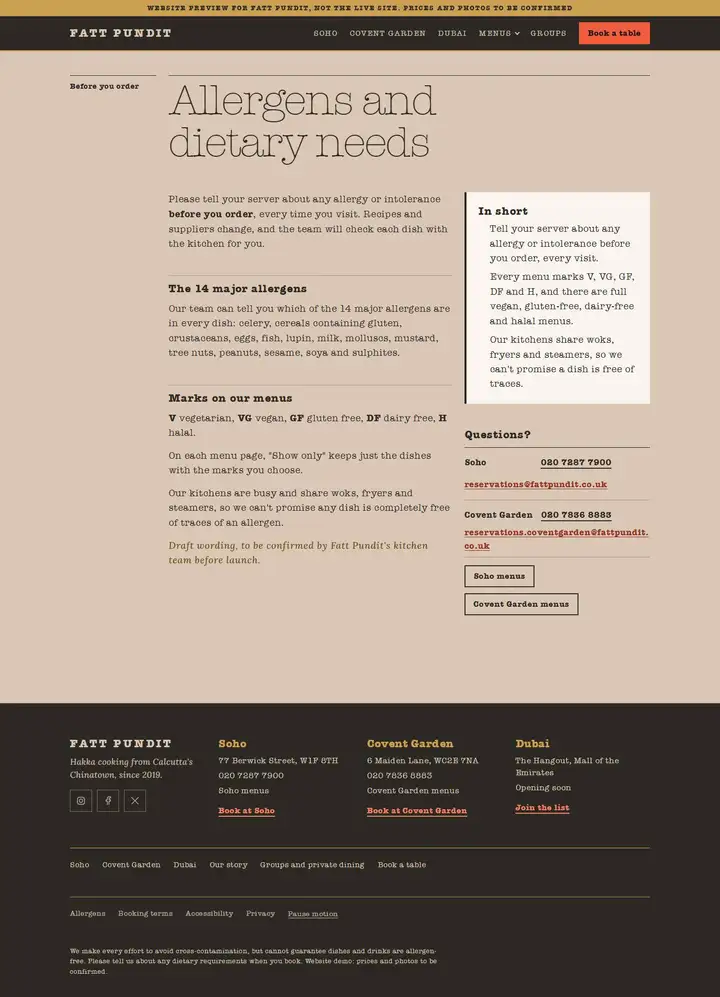 WEBSITE PREVIEW FOR FATT PUNDIT, NOT THE LIVE SITE. PRICES AND PHOTOS TO BE CONFIRMED
FATT PUNDIT
SOHO COVENT GARDEN DUBAI MENUS GROUPS Book a table
Before you order
Allergens and
dietary needs
Please tell your server about any allergy or intolerance
before you order, every time you visit. Recipes and
suppliers change, and the team will check each dish with
the kitchen for you.
The 14 major allergens
Our team can tell you which of the 14 major allergens are
in every dish: celery, cereals containing gluten,
crustaceans, eggs, fish, lupin, milk, molluscs, mustard,
tree nuts, peanuts, sesame, soya and sulphites.
Marks on our menus
V vegetarian, VG vegan, GF gluten free, DF dairy free, H
halal.
On each menu page, "Show only" keeps just the dishes
with the marks you choose.
Our kitchens are busy and share woks, fryers and
steamers, so we can't promise any dish is completely free
of traces of an allergen.
Draft wording, to be confirmed by Fatt Pundit's kitchen
team before launch.
In short
Tell your server about any
allergy or intolerance before
you order, every visit.
Every menu marks V, VG, GF,
DF and H, and there are full
vegan, gluten-free, dairy-free
and halal menus.
Our kitchens share woks,
fryers and steamers, so we
can't promise a dish is free of
traces.
Questions?
Soho 020 7287 7900
reservations@fattpundit.co.uk
Covent Garden 020 7836 8883
reservations.coventgarden@fattpundit.
co.uk
Soho menus
Covent Garden menus
FATT PUNDIT
Hakka cooking from Calcutta's
Chinatown, since 2019.
Soho
77 Berwick Street, W1F 8TH
020 7287 7900
Soho menus
Book at Soho
Covent Garden
6 Maiden Lane, WC2E 7NA
020 7836 8883
Covent Garden menus
Book at Covent Garden
Dubai
The Hangout, Mall of the
Emirates
Opening soon
Join the list
Soho Covent Garden Dubai Our story Groups and private dining Book a table
Allergens Booking terms Accessibility Privacy Pause motion
We make every effort to avoid cross-contamination, but cannot guarantee dishes and drinks are allergen-
free. Please tell us about any dietary requirements when you book. Website demo: prices and photos to be
confirmed.